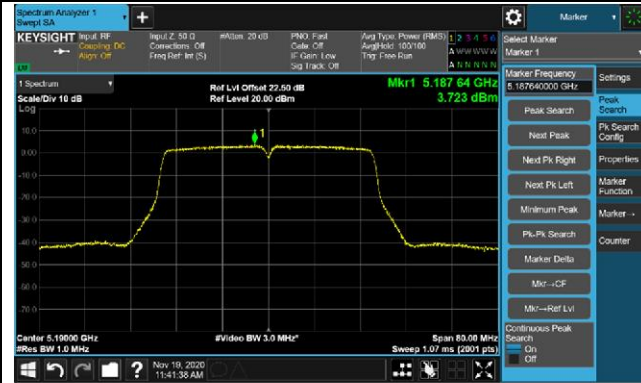 Spectrum Analyzer 1
Swept SA
Marker
KEYSIGHT Input: RF
Coupling: DC
Align: Off
Input Z: 50 Ω
Corrections: Off
Freq Ref: Int (S)
#Atten: 20 dB
PNO: Fast
Gate: Off
IF Gain: Low
Sig Track: Off
Avg Type: Power (RMS)
Avg|Hold: 100/100
Trig: Free Run
1 2 3 4 5 6
A W W W W W
A N N N N N
Select Marker
Marker 1
1 Spectrum
Scale/Div 10 dB
Log
Ref Lvl Offset 22.50 dB
Ref Level 20.00 dBm
Mkr1 5.187 64 GHz
3.723 dBm
Marker Frequency
5.187640000 GHz
Settings
Peak Search
Next Peak
Next Pk Right
Next Pk Left
Minimum Peak
Pk-Pk Search
Marker Delta
Mkr→CF
Mkr→Ref Lvl
Continuous Peak
Search
On
Off
Peak
Search
Pk Search
Config
Properties
Marker
Function
Marker→
Counter
10.0
0.00
-10.0
-20.0
-30.0
-40.0
-50.0
-60.0
-70.0
1
Center 5.19000 GHz
#Res BW 1.0 MHz
#Video BW 3.0 MHz*
Span 80.00 MHz
Sweep 1.07 ms (2001 pts)
Nov 19, 2020
11:41:38 AM